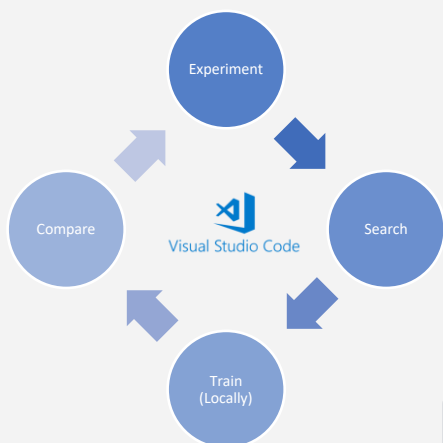 Experiment
Search
Train
(Locally)
Compare
Visual Studio Code